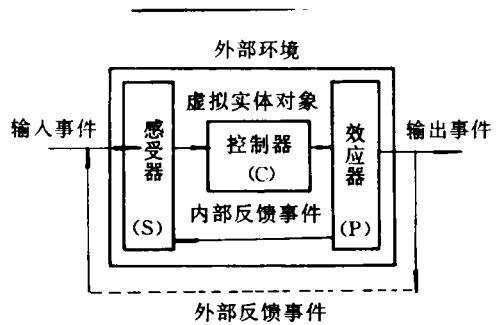 外部环境
虚拟实体对象
输入事件
感受器
(S)
控制器
(C)
效应器
(P)
输出事件
内部反馈事件
外部反馈事件